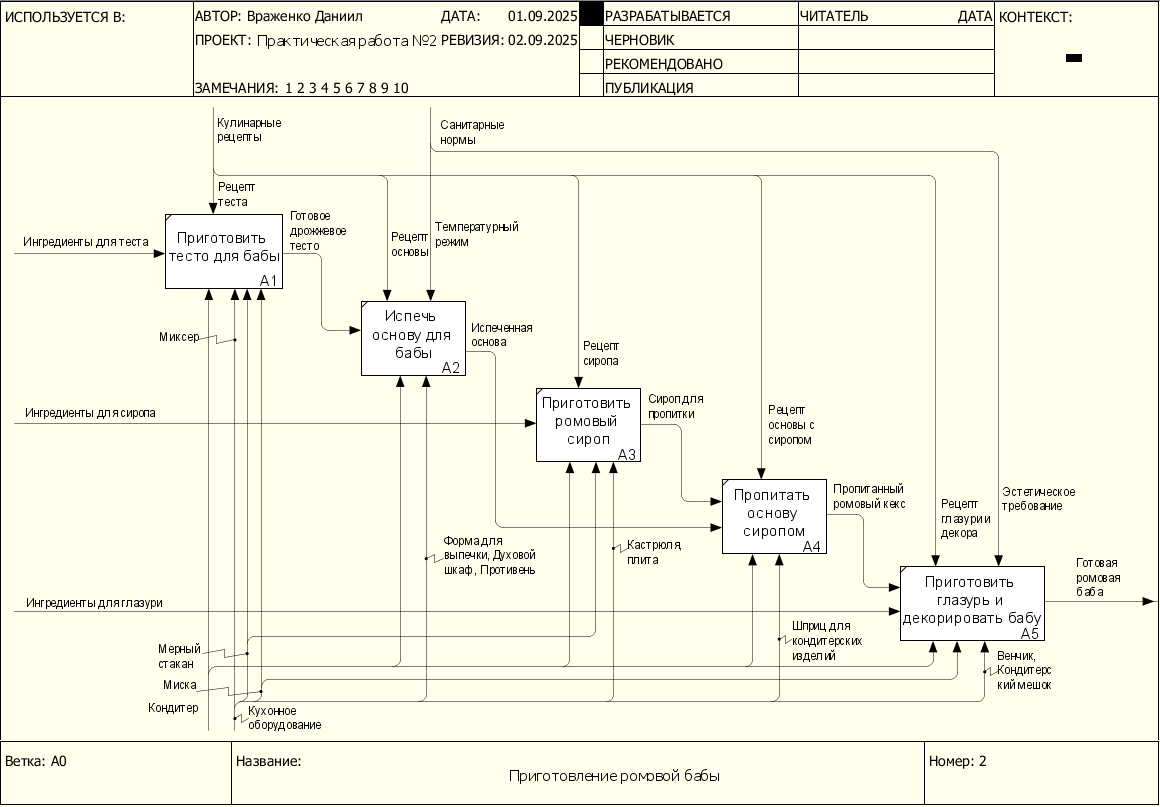 ИСПОЛЬЗУЕТСЯ В:
АВТОР: Враженко Даниил
ДАТА: 01.09.2025
ПРОЕКТ: Практическая работа №2
РЕВИЗИЯ: 02.09.2025
ЗАМЕЧАНИЯ: 1 2 3 4 5 6 7 8 9 10
РАЗРАБАТЫВАЕТСЯ
ЧЕРНОВИК
РЕКОМЕНДОВАНО
ПУБЛИКАЦИЯ
ЧИТАТЕЛЬ
ДАТА
КОНТЕКСТ:
Кулинарные
рецепты
Санитарные
нормы
Рецепт
теста
Ингредиенты для теста
Приготовить
тесто для бабы
A1
Готовое
дрожжевое
тесто
Рецепт
основы
Температурный
режим
Миксер
Испечь
основу для
бабы
A2
Испеченная
основа
Рецепт
сиропа
Ингредиенты для сиропа
Приготовить
ромовый
сироп
A3
Сироп для
пропитки
Рецепт
основы с
сиропом
Пропитать
основу
сиропом
A4
Пропитанный
ромовый кекс
Рецепт
глазури и
декора
Эстетическое
требование
Форма для
выпечки, Духовой
шкаф, Противень
Кастрюля,
плита
Готовая
ромовая
баба
Приготовить
глазурь и
декорировать бабу
A5
Ингредиенты для глазури
Шприц для
кондитерских
изделий
Венчик,
Кондитерс
кий мешок
Мерный
стакан
Миска
Кондитер
Кухонное
оборудование
Ветка: A0
Название:
Приготовление ромовой бабы
Номер: 2